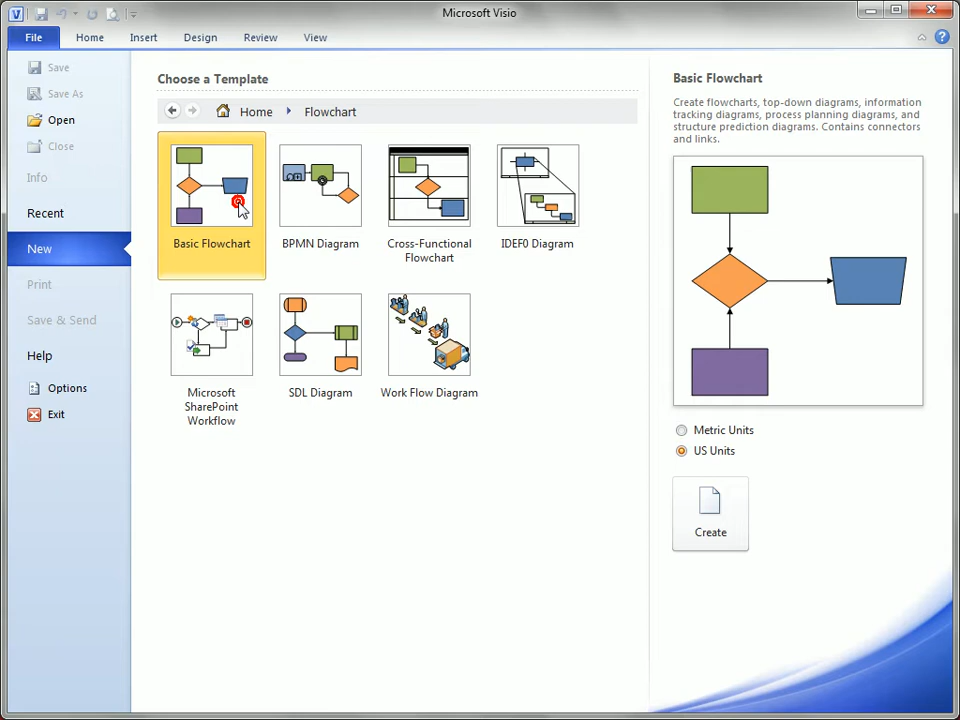 Microsoft Visio
File Home Insert Design Review View
Save
Save As
Open
Close
Info
Recent
New
Print
Save & Send
Help
Options
Exit
Choose a Template
Home Flowchart
Basic Flowchart
BPMN Diagram
Cross-Functional
Flowchart
IDEF0 Diagram
Microsoft
SharePoint
Workflow
SDL Diagram
Work Flow Diagram
Basic Flowchart
Create flowcharts, top-down diagrams, information
tracking diagrams, process planning diagrams, and
structure prediction diagrams. Contains connectors
and links.
Metric Units
US Units
Create